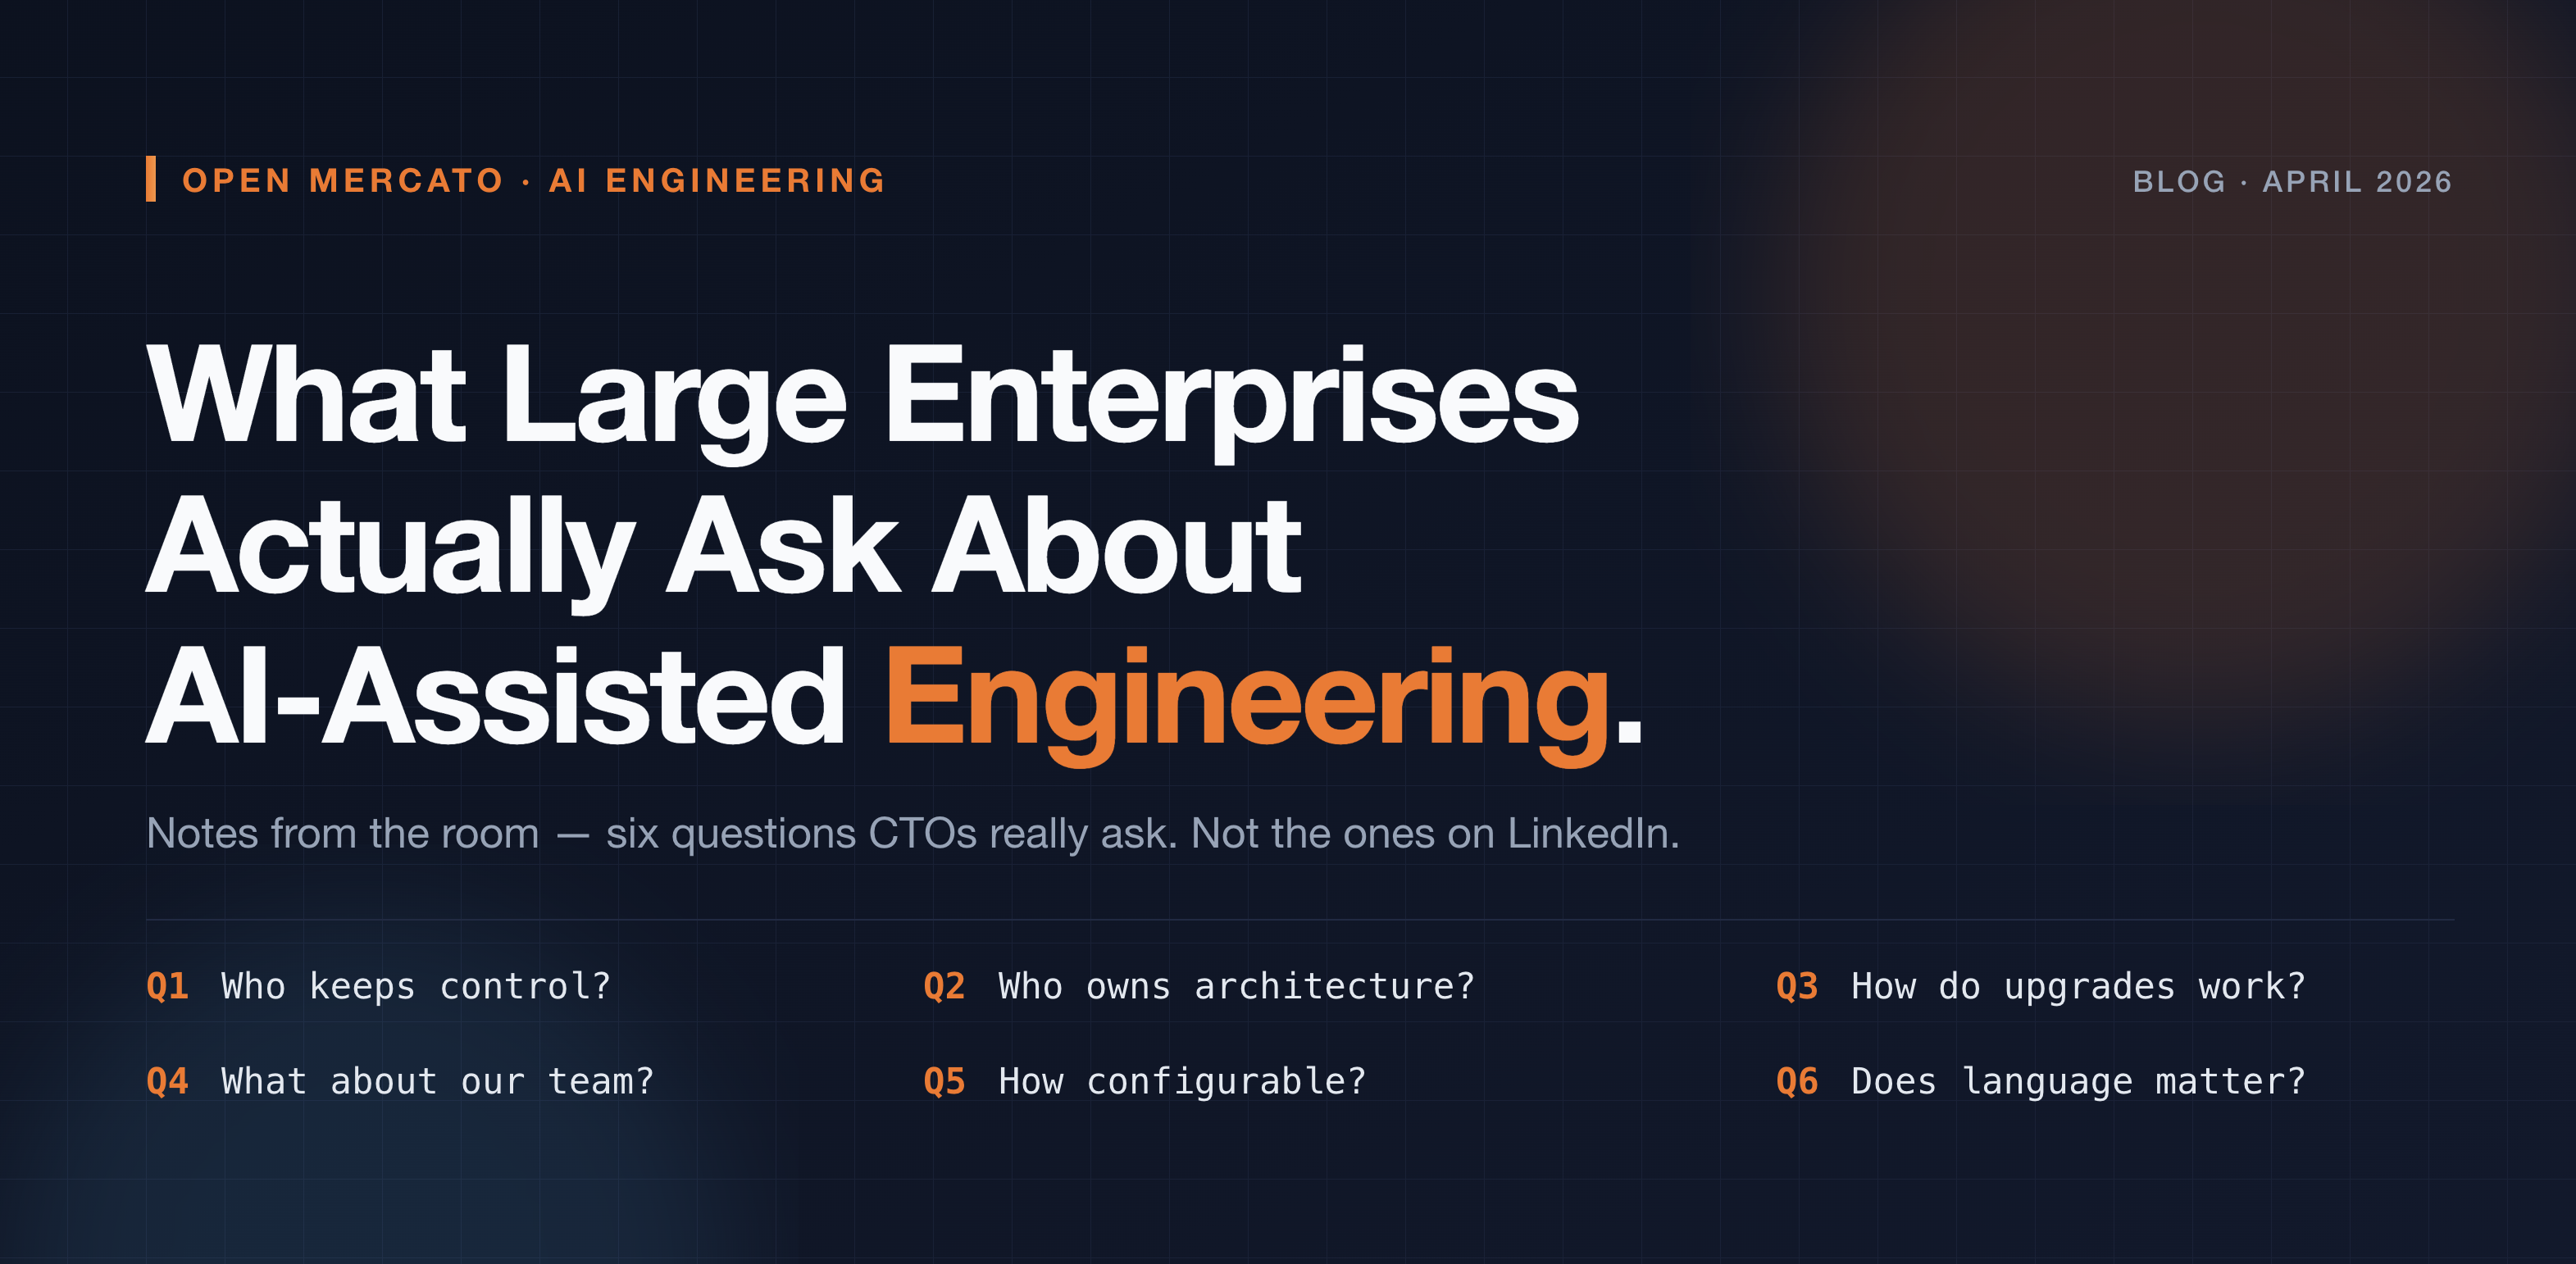 OPEN MERCATO · AI ENGINEERING
BLOG · APRIL 2026
What Large Enterprises
Actually Ask About
AI-Assisted Engineering.
Notes from the room — six questions CTOs really ask. Not the ones on LinkedIn.
Q1 Who keeps control?
Q2 Who owns architecture?
Q3 How do upgrades work?
Q4 What about our team?
Q5 How configurable?
Q6 Does language matter?